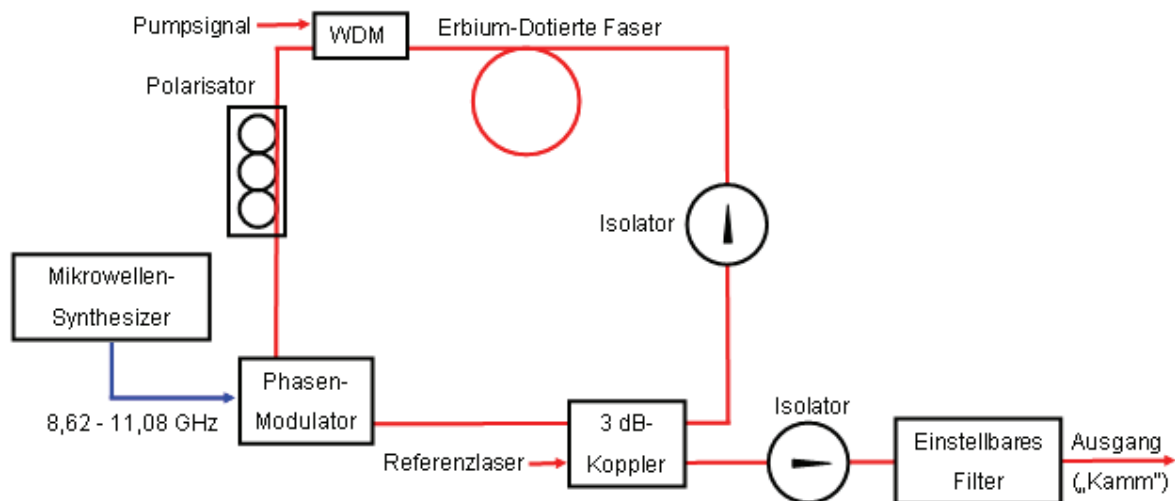 Pumpsignal
WDM
Erbium-Dotierte Faser
Polarisator
Isolator
Mikrowellen-
Synthesizer
Phasen-
Modulator
8,62 - 11,08 GHz
3 dB-
Koppler
Referenzlaser
Isolator
Einstellbares
Filter
Ausgang
(„Kamm")